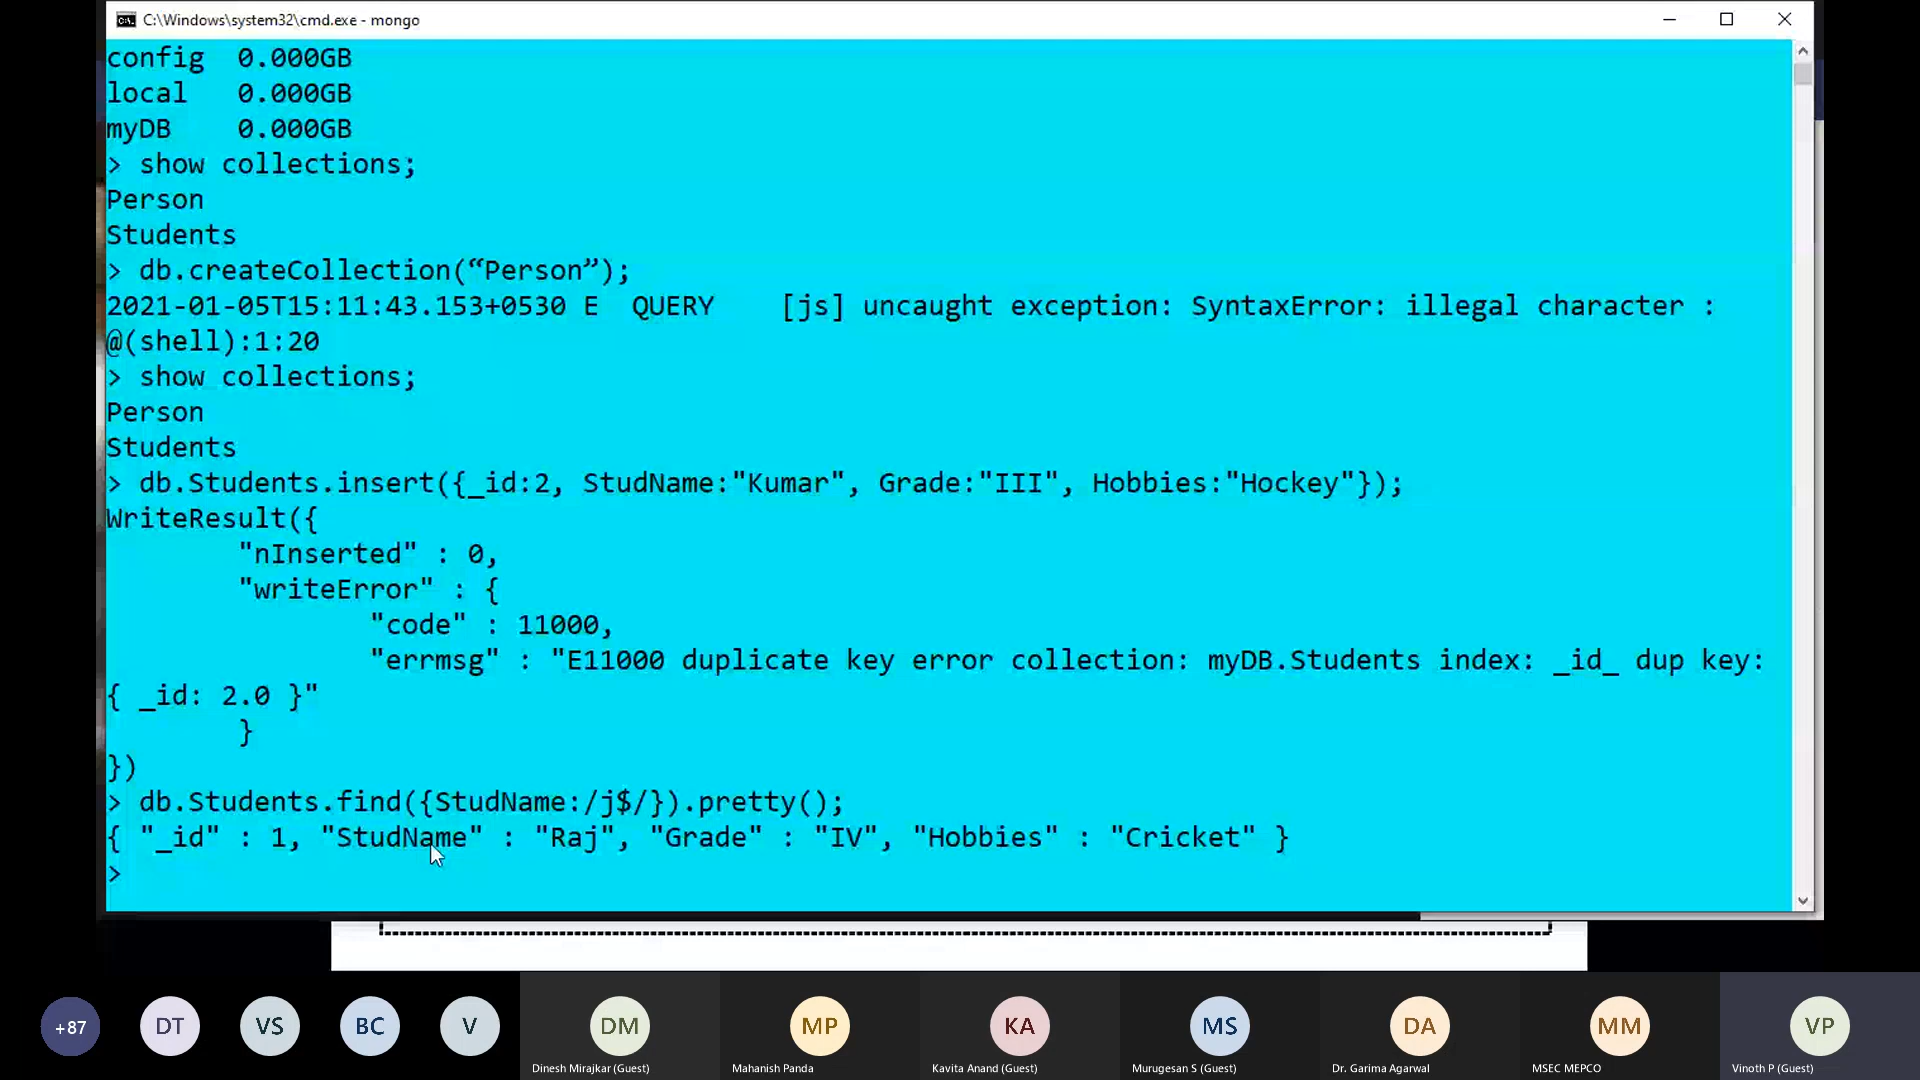 C:\Windows\system32\cmd.exe - mongo
config  0.000GB
local   0.000GB
myDB    0.000GB
> show collections;
Person
Students
> db.createCollection(“Person”);
2021-01-05T15:11:43.153+0530 E  QUERY    [js] uncaught exception: SyntaxError: illegal character :
@(shell):1:20
> show collections;
Person
Students
> db.Students.insert({_id:2, StudName:"Kumar", Grade:"III", Hobbies:"Hockey"});
WriteResult({
        "nInserted" : 0,
        "writeError" : {
                "code" : 11000,
                "errmsg" : "E11000 duplicate key error collection: myDB.Students index: _id_ dup key:
{ _id: 2.0 }"
        }
})
> db.Students.find({StudName:/j$/}).pretty();
{ "_id" : 1, "StudName" : "Raj", "Grade" : "IV", "Hobbies" : "Cricket" }
>
+87 DT VS BC V DM MP KA MS DA MM VP
Dinesh Mirajkar (Guest) Mahanish Panda Kavita Anand (Guest) Murugesan S (Guest) Dr. Garima Agarwal MSEC MEPCO Vinoth P (Guest)